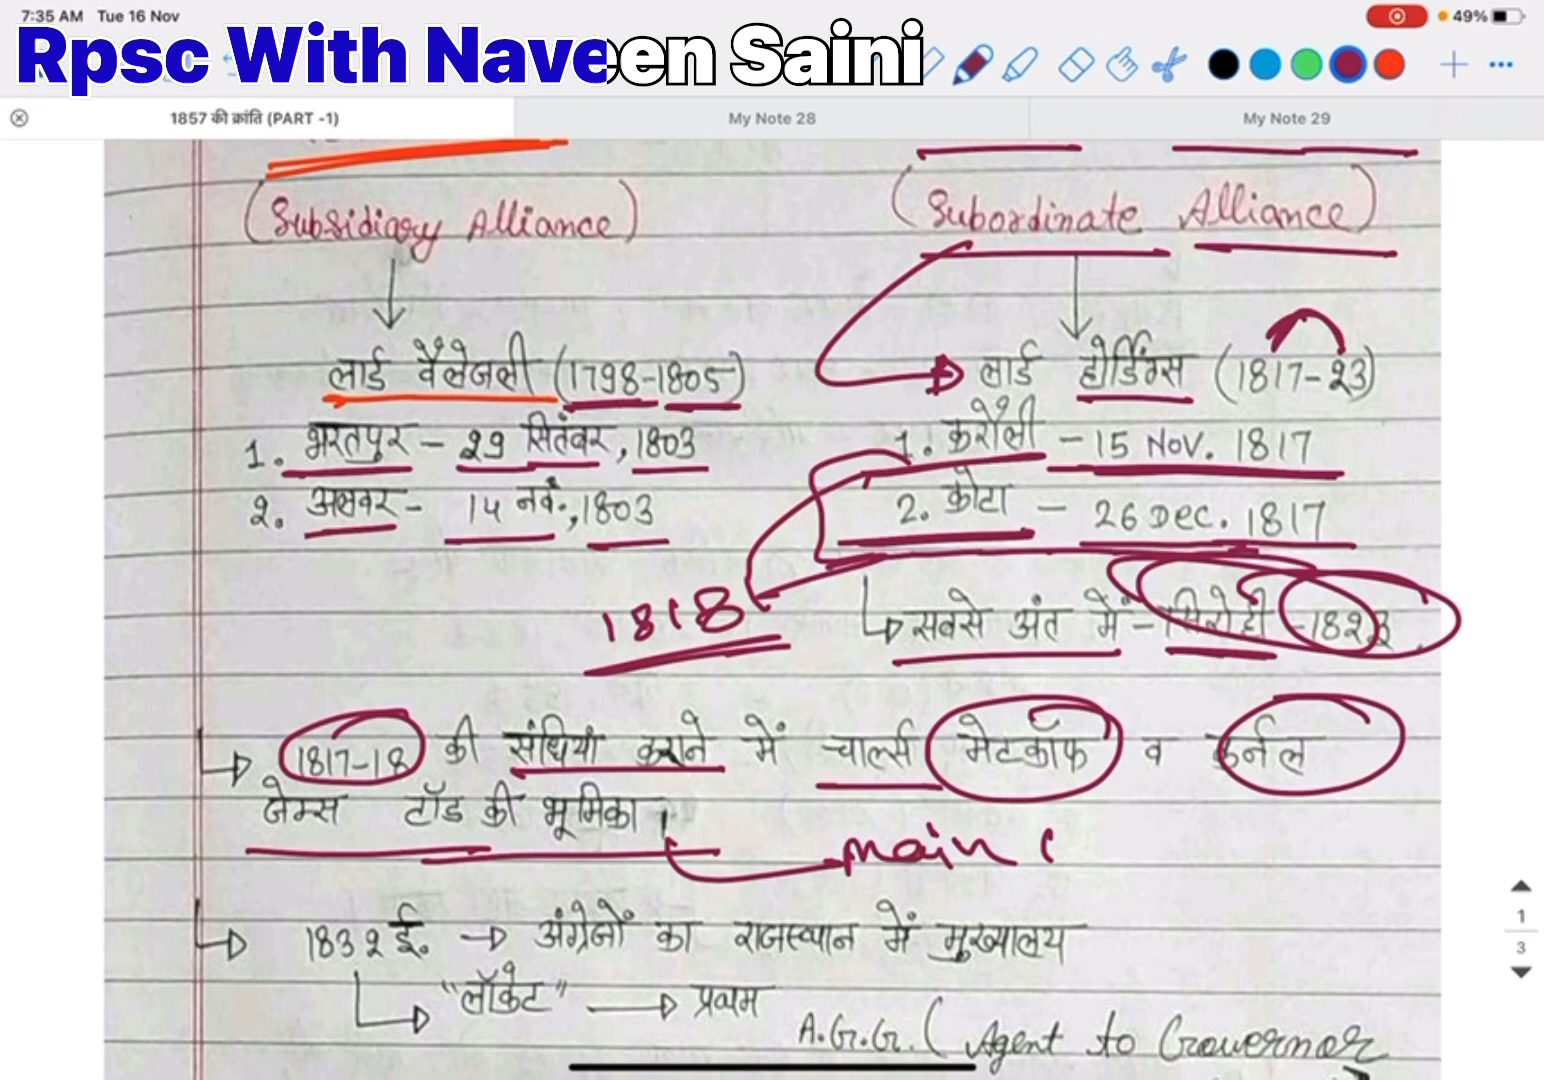 7:35 AM Tue 16 Nov
49%
Rpsc With Naveen Saini
1857 की क्रांति (PART -1)
My Note 28
My Note 29
(Subsidiary Alliance)
(Subordinate Alliance)
लार्ड वैलेजली (1798-1805)
लार्ड हेर्डिंग्स (1817-23)
1. भरतपुर - 29 सितंबर, 1803
1. करौली - 15 Nov. 1817
2. अलवर - 14 नवं., 1803
2. कोटा - 26 Dec. 1817
1818
सबसे अंत में - सिरोही - 1823
1817-18 की संधियां कराने में चार्ल्स मेटकॉफ व कर्नल
जेम्स टॉड की भूमिका।
main
1832 ई. → अंग्रेजों का राजस्थान में मुख्यालय
"लॉकेट" → प्रथम
A.G.G. ( Agent to Governor
1
3